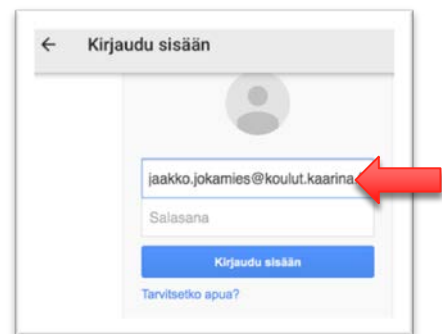 ← Kirjaudu sisään
jaakko.jokamies@koulut.kaarina
Salasana
Kirjaudu sisään
Tarvitsetko apua?